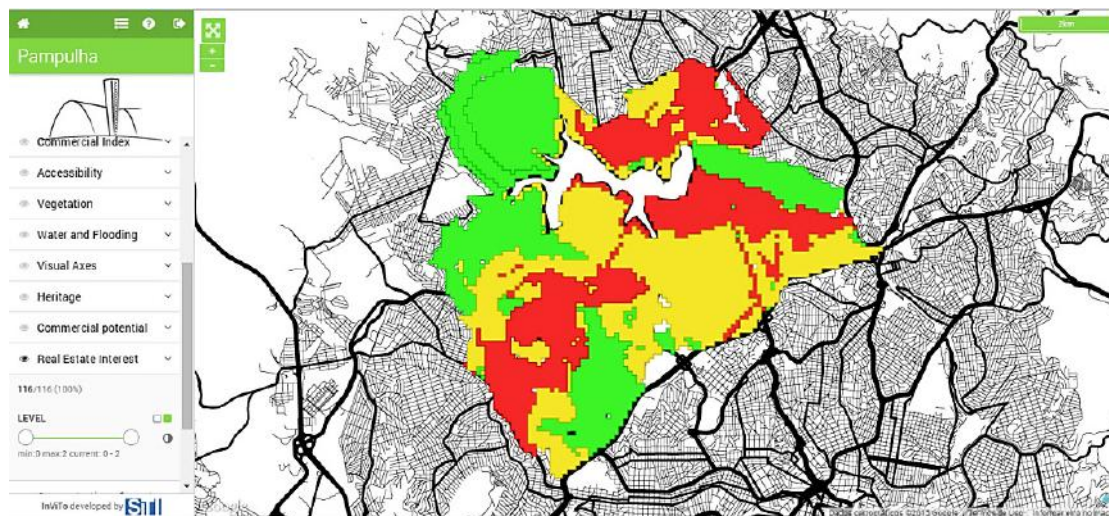 Pampulha
Commercial Index
Accessibility
Vegetation
Water and Flooding
Visual Axes
Heritage
Commercial potential
Real Estate Interest
116/116 (100%)
LEVEL
min:0 max:2 current: 0 - 2
InViTo developed by STI
+
-